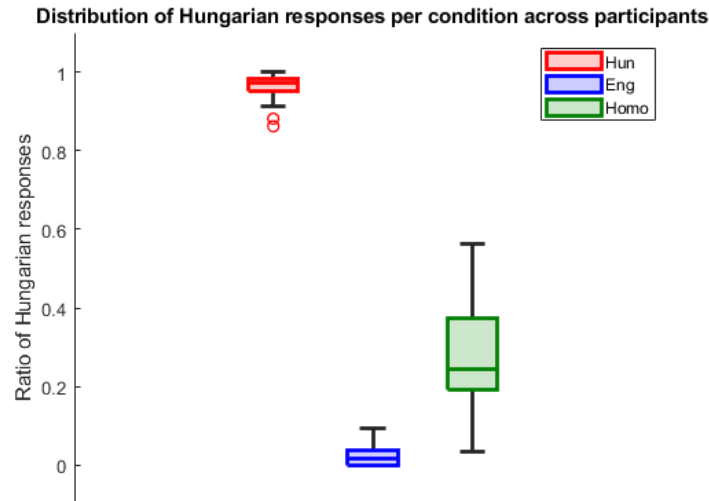 Distribution of Hungarian responses per condition across participants
Ratio of Hungarian responses
1
0.8
0.6
0.4
0.2
0
Hun
Eng
Homo